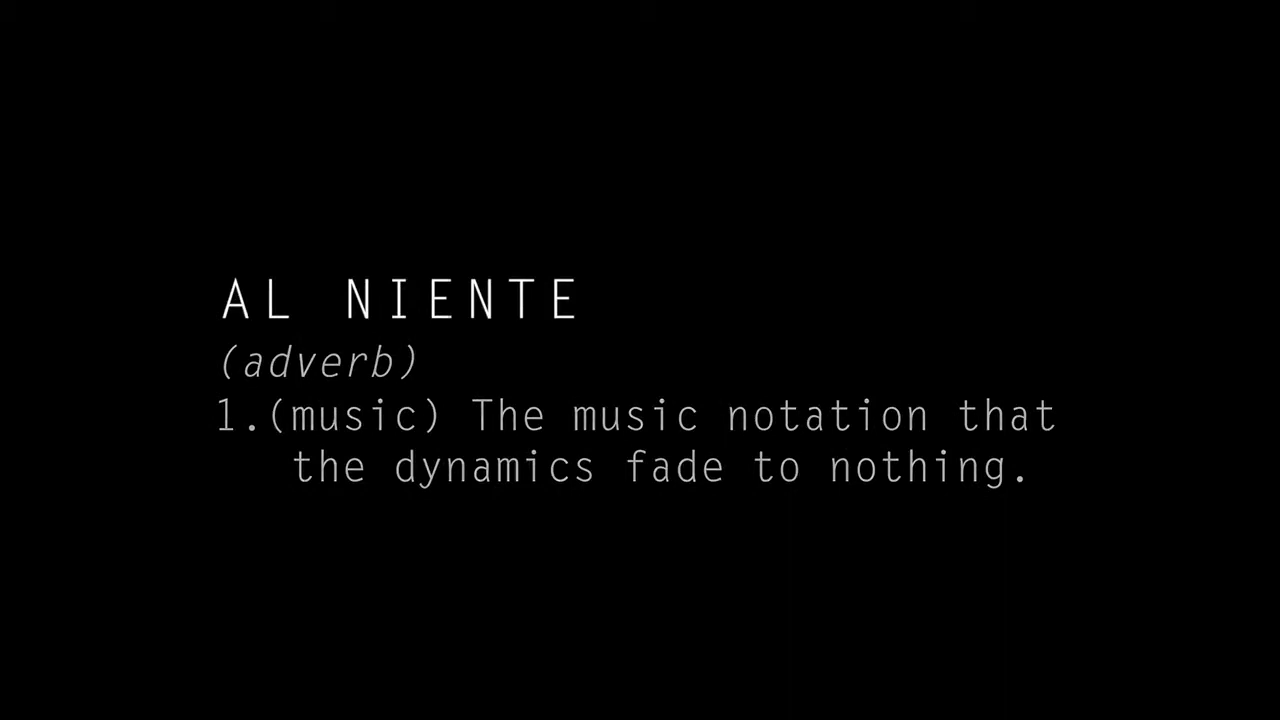 AL NIENTE
(adverb)
1.(music) The music notation that
the dynamics fade to nothing.